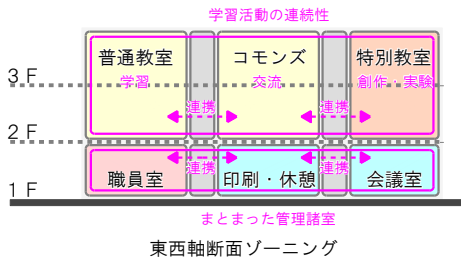 学習活動の連続性
普通教室 コモンズ 特別教室
学習 交流 創作・実験
3F
連携 連携
2F
連携 連携
職員室 印刷・休憩 会議室
1F
まとまった管理諸室
東西軸断面ゾーニング